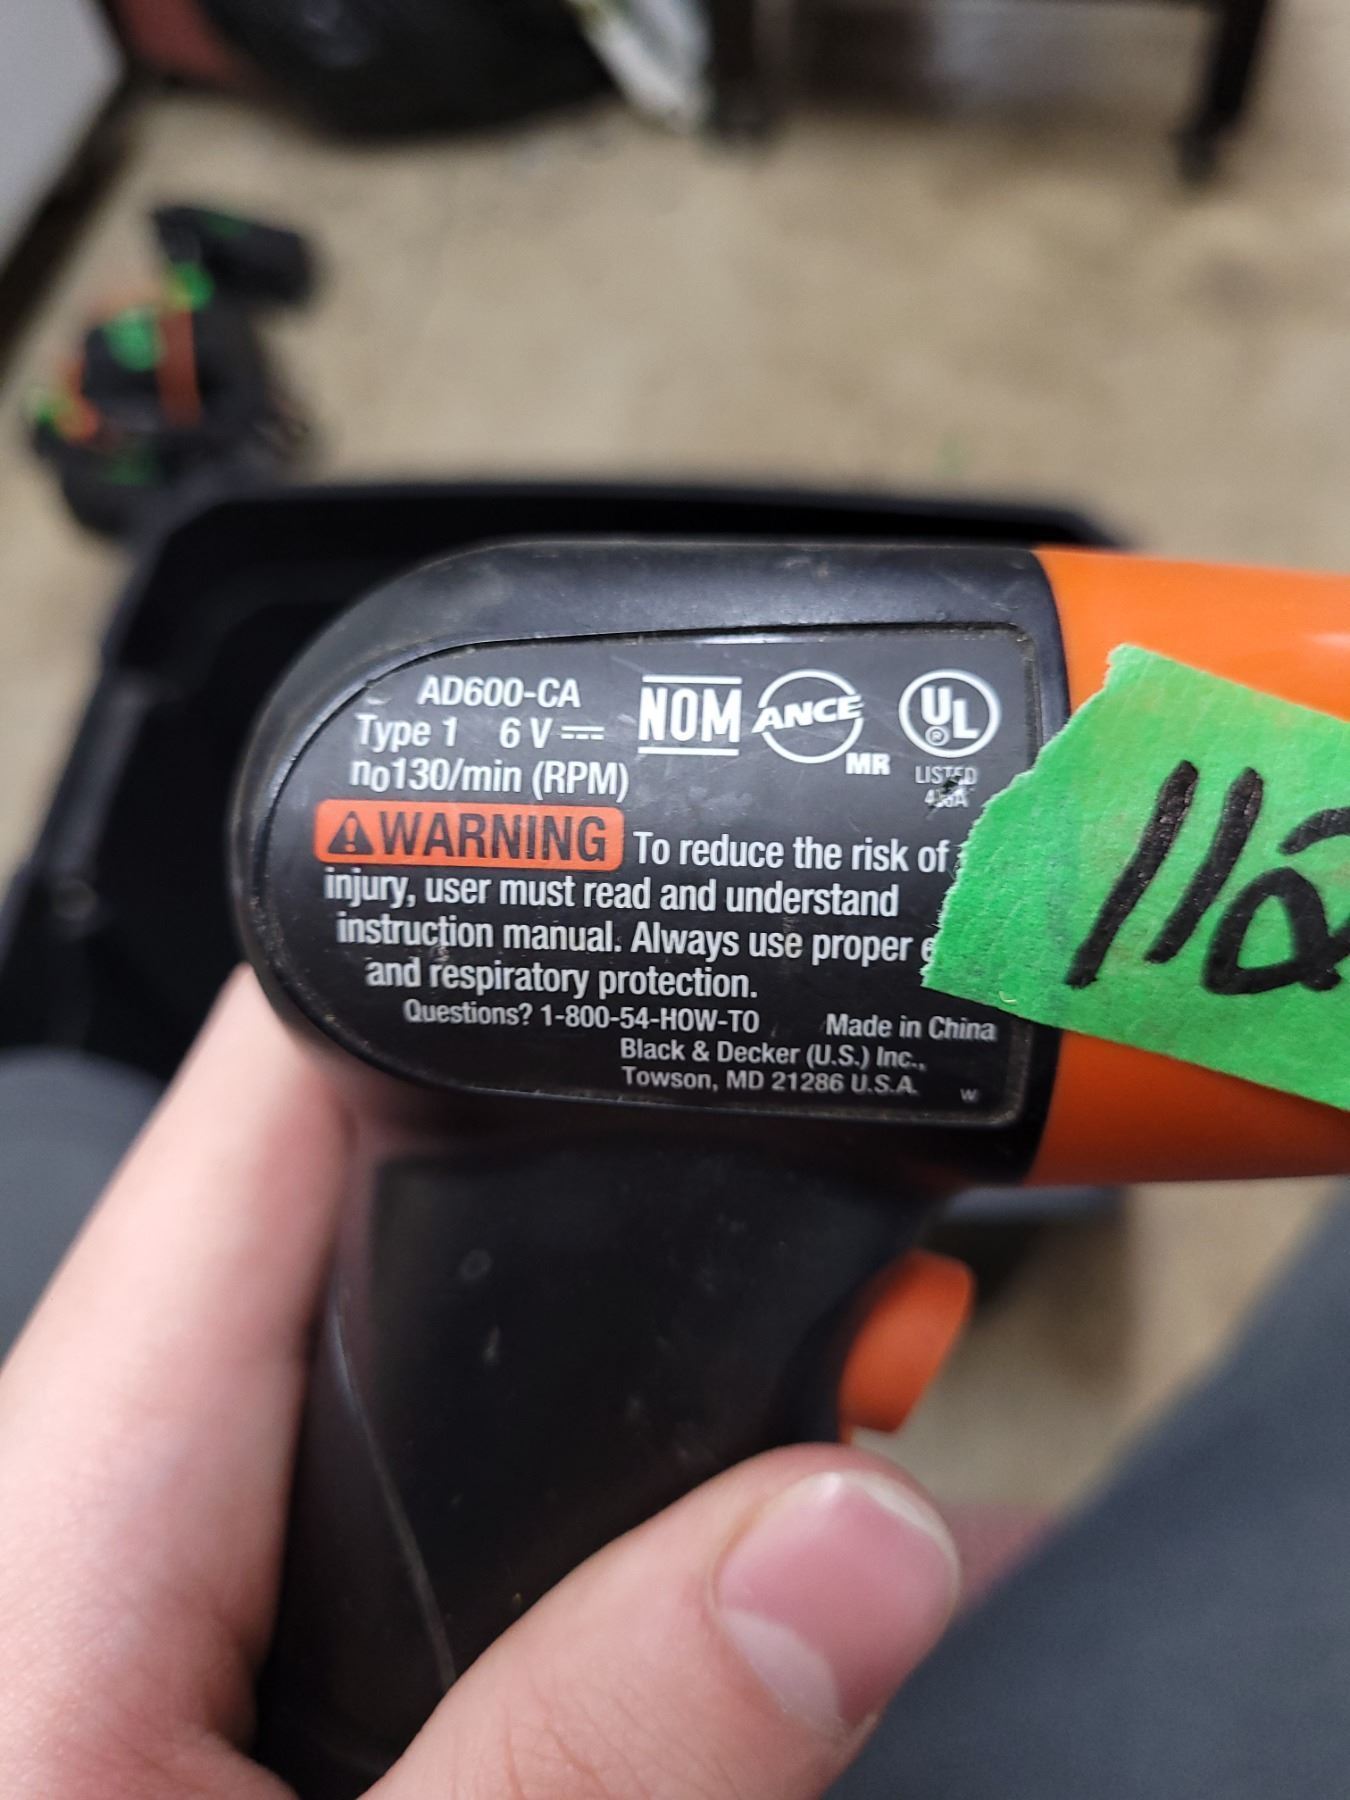 AD600-CA
Type 1 6 V
no130/min (RPM)
NOM ANCE MR
UL
®
LISTED
WARNING To reduce the risk of
injury, user must read and understand
instruction manual. Always use proper
and respiratory protection.
Questions? 1-800-54-HOW-TO Made in China
Black & Decker (U.S.) Inc.,
Towson, MD 21286 U.S.A. W
112